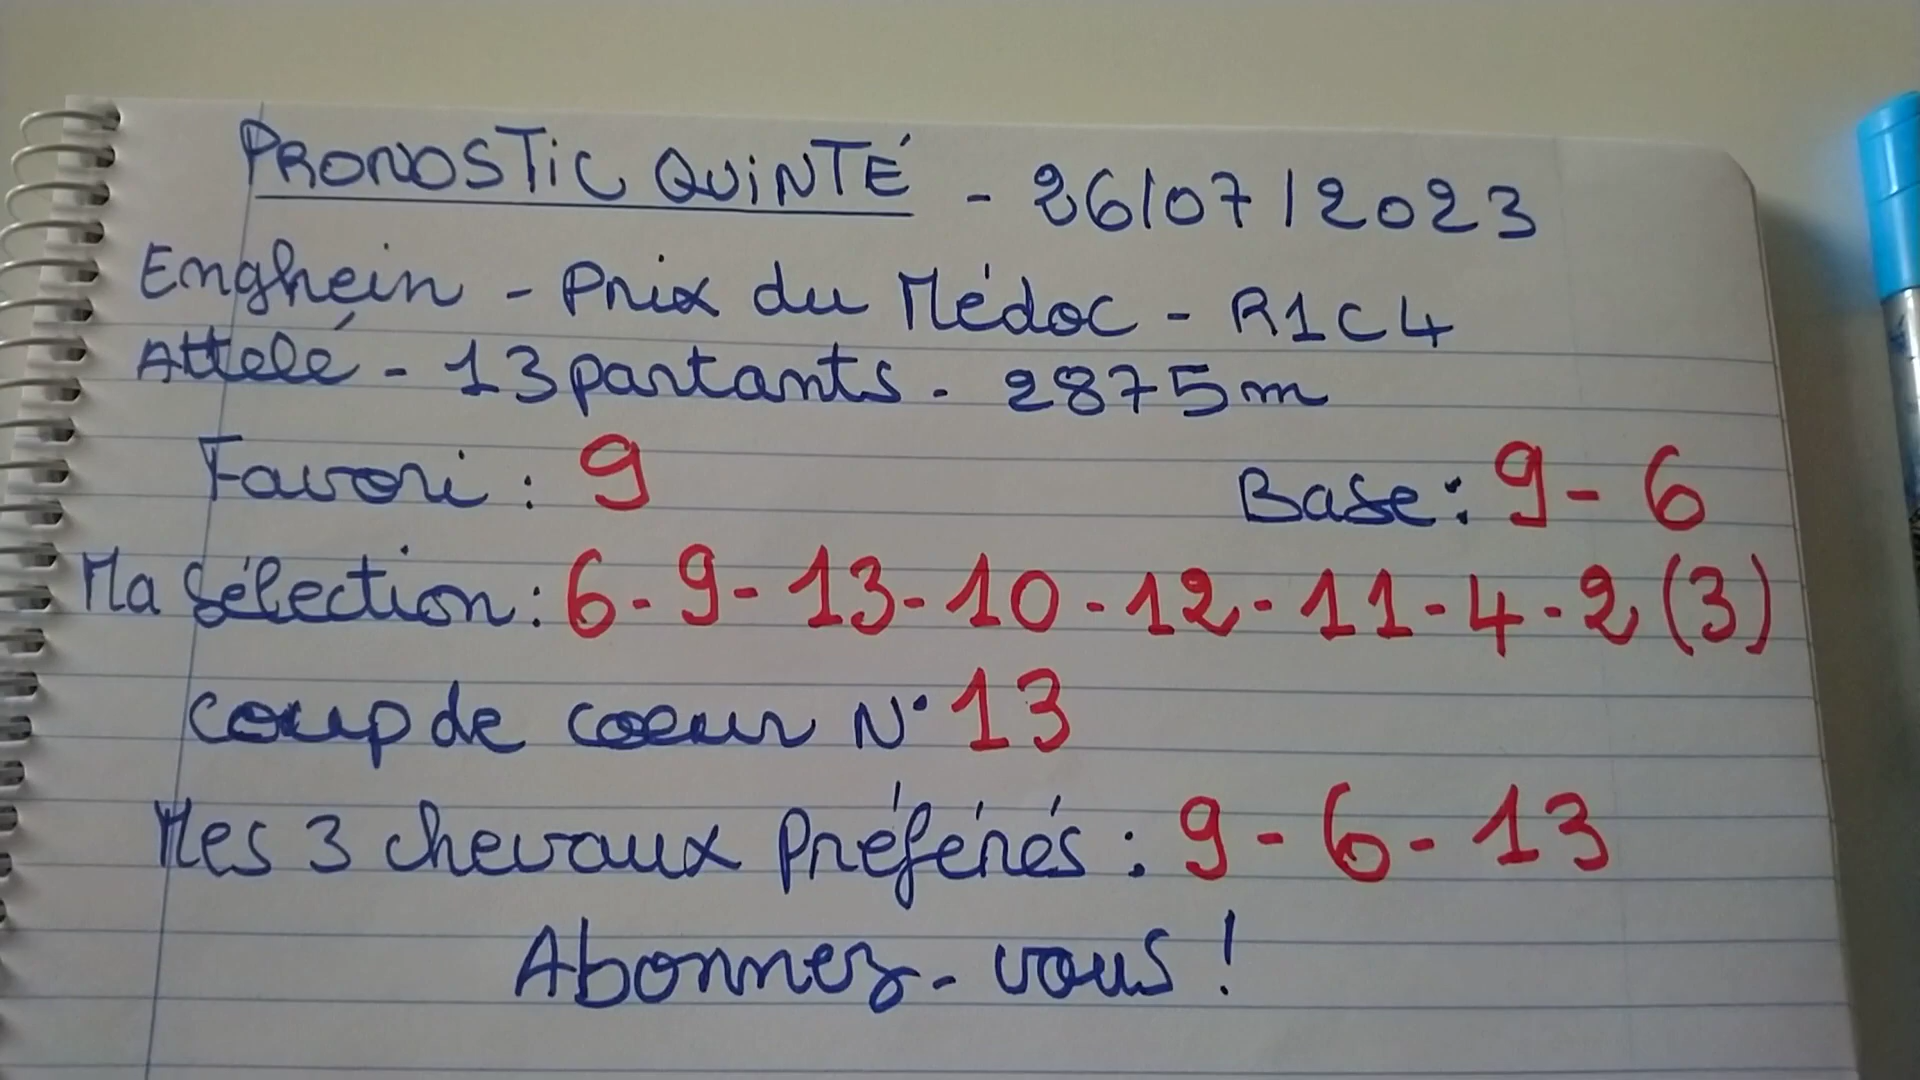 PRONOSTIC QUINTÉ - 26/07/2023
Enghein - Prix du Médoc - R1C4
Attelé - 13 partants - 2875m
Favori : 9 Base : 9 - 6
Ma sélection : 6 - 9 - 13 - 10 - 12 - 11 - 4 - 2 (3)
coup de coeur N° 13
Mes 3 chevaux préférés : 9 - 6 - 13
Abonnez-vous !